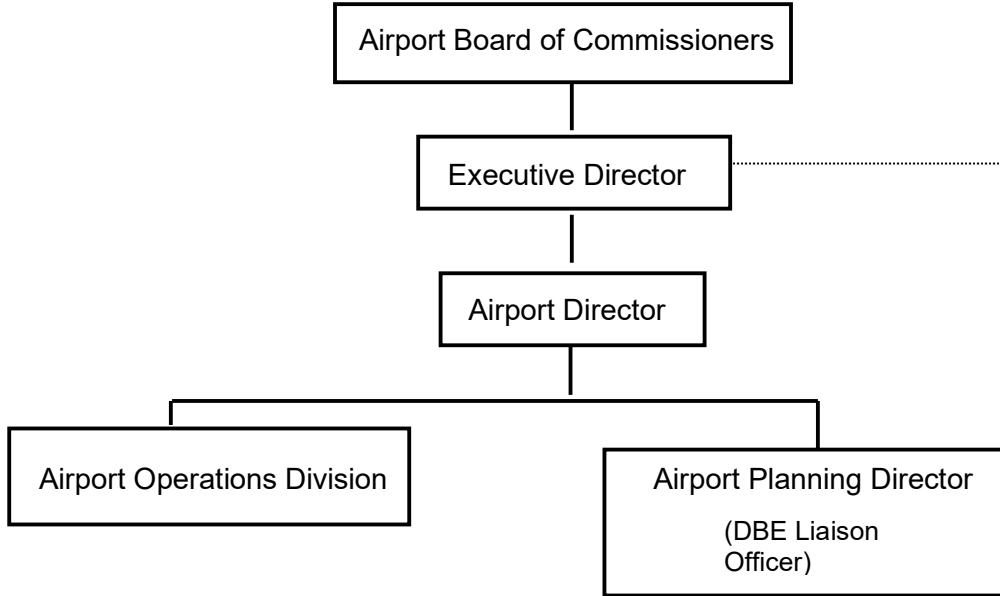 Airport Board of Commissioners
Executive Director
Airport Director
Airport Operations Division
Airport Planning Director
(DBE Liaison
Officer)